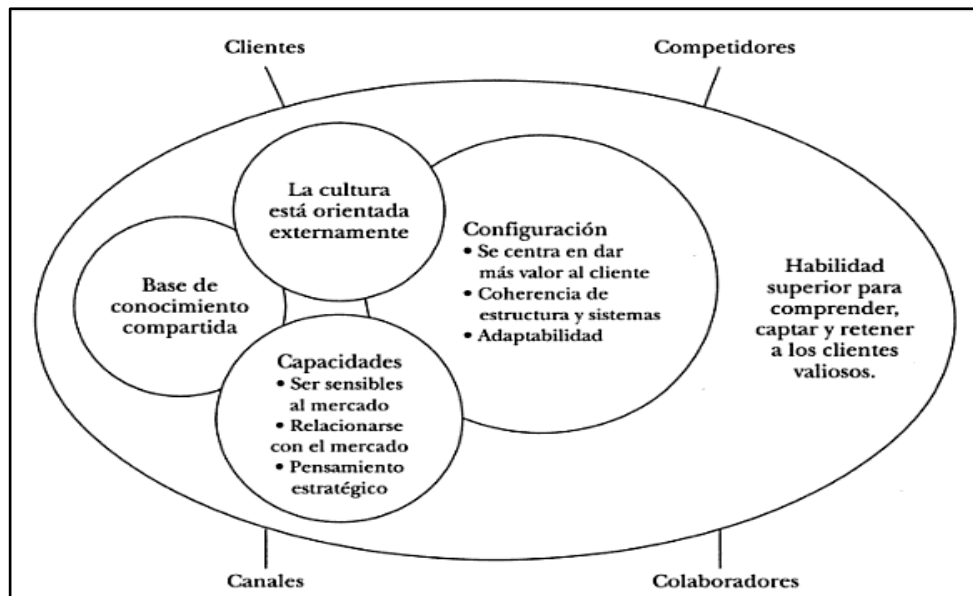 Clientes
Competidores
La cultura
está orientada
externamente
Base de
conocimiento
compartida
Configuración
• Se centra en dar
más valor al cliente
• Coherencia de
estructura y sistemas
• Adaptabilidad
Capacidades
• Ser sensibles
al mercado
• Relacionarse
con el mercado
• Pensamiento
estratégico
Habilidad
superior para
comprender,
captar y retener
a los clientes
valiosos.
Canales
Colaboradores